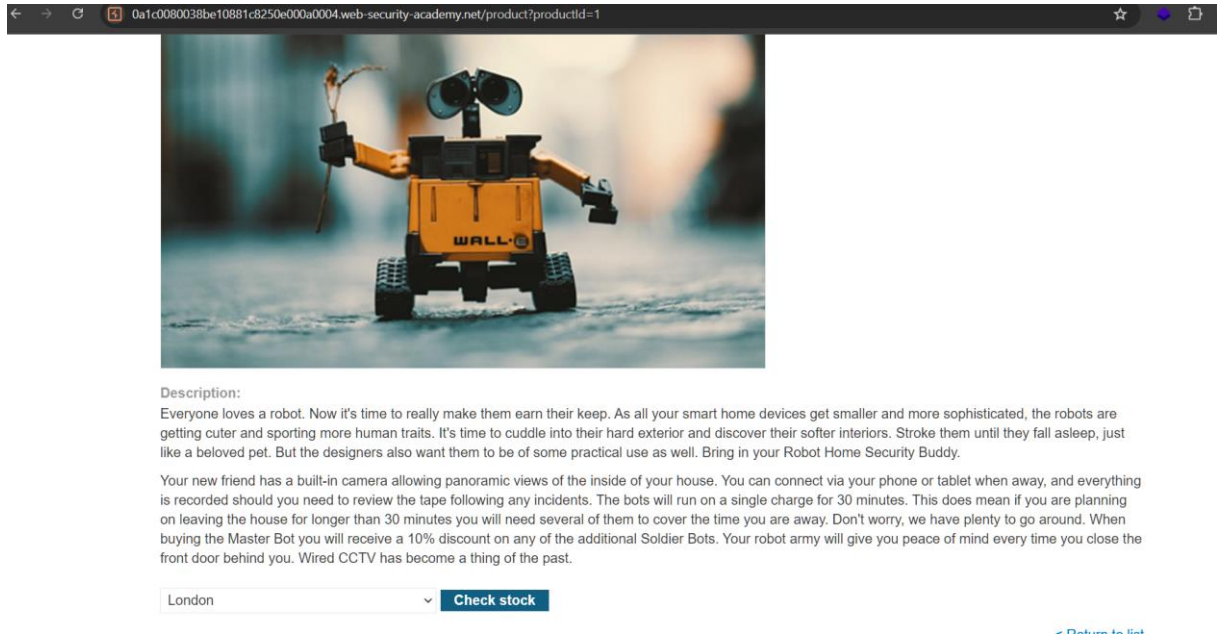 0a1c0080038be10881c8250e000a0004.web-security-academy.net/product?productId=1
WALL·E
Description:
Everyone loves a robot. Now it's time to really make them earn their keep. As all your smart home devices get smaller and more sophisticated, the robots are
getting cuter and sporting more human traits. It's time to cuddle into their hard exterior and discover their softer interiors. Stroke them until they fall asleep, just
like a beloved pet. But the designers also want them to be of some practical use as well. Bring in your Robot Home Security Buddy.
Your new friend has a built-in camera allowing panoramic views of the inside of your house. You can connect via your phone or tablet when away, and everything
is recorded should you need to review the tape following any incidents. The bots will run on a single charge for 30 minutes. This does mean if you are planning
on leaving the house for longer than 30 minutes you will need several of them to cover the time you are away. Don't worry, we have plenty to go around. When
buying the Master Bot you will receive a 10% discount on any of the additional Soldier Bots. Your robot army will give you peace of mind every time you close the
front door behind you. Wired CCTV has become a thing of the past.
London
Check stock
< Return to list